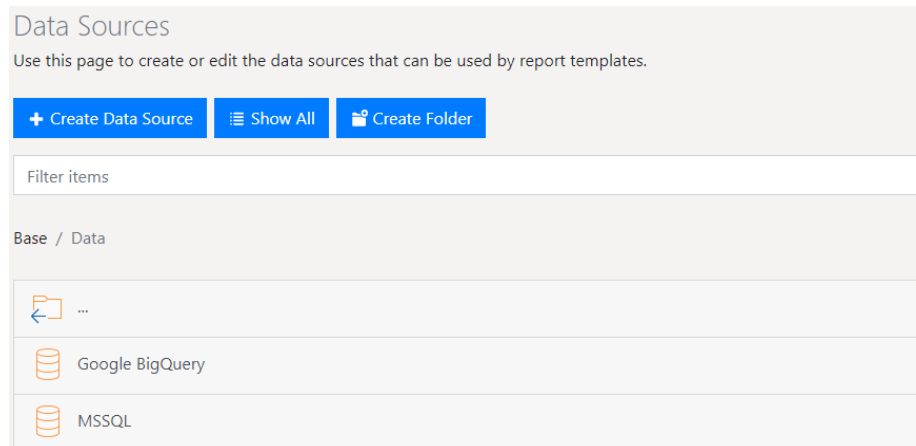 Data Sources
Use this page to create or edit the data sources that can be used by report templates.
Create Data Source Show All Create Folder
Filter items
Base / Data
...
Google BigQuery
MSSQL